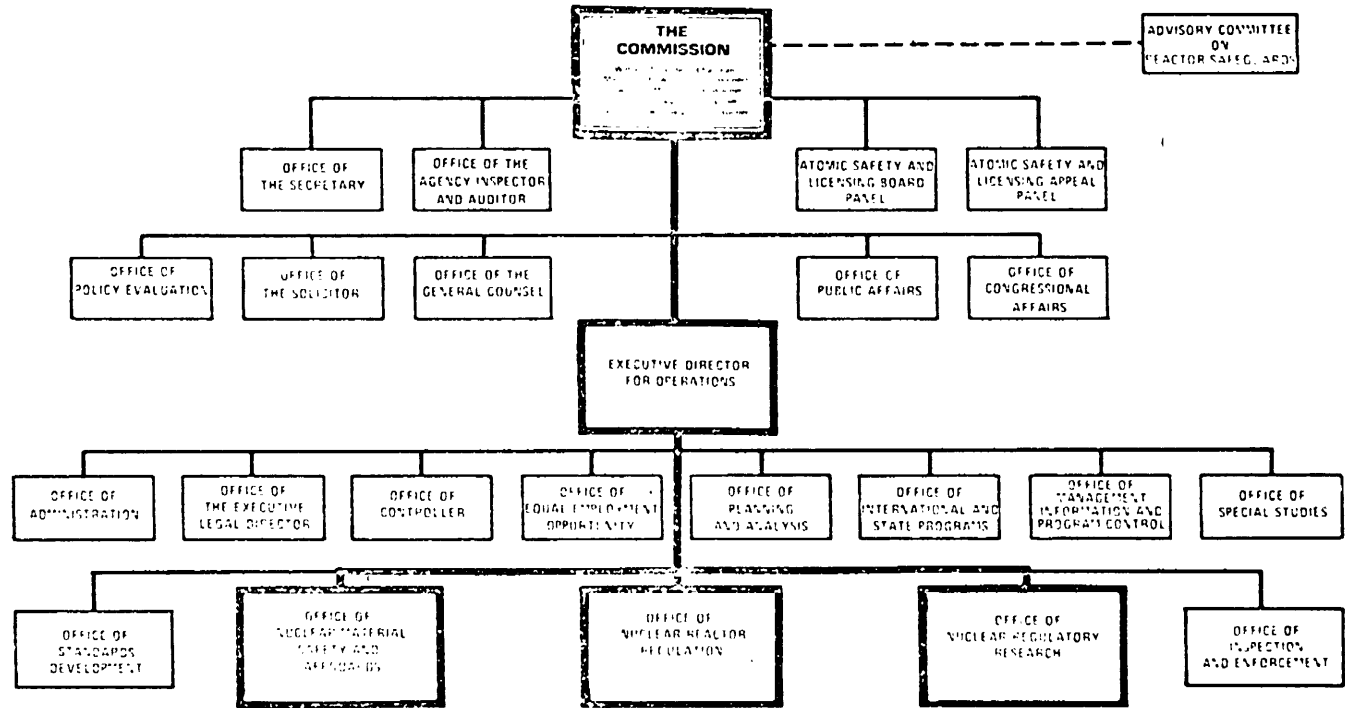 THE
COMMISSION
ADVISORY COMMITTEE
ON
REACTOR SAFEGUARDS
OFFICE OF
THE SECRETARY
OFFICE OF THE
AGENCY INSPECTOR
AND AUDITOR
ATOMIC SAFETY AND
LICENSING BOARD
PANEL
ATOMIC SAFETY AND
LICENSING APPEAL
PANEL
OFFICE OF
POLICY EVALUATION
OFFICE OF
THE SOLICITOR
OFFICE OF THE
GENERAL COUNSEL
OFFICE OF
PUBLIC AFFAIRS
OFFICE OF
CONGRESSIONAL
AFFAIRS
EXECUTIVE DIRECTOR
FOR OPERATIONS
OFFICE OF
ADMINISTRATION
OFFICE OF
THE EXECUTIVE
LEGAL DIRECTOR
OFFICE OF
CONTROLLER
OFFICE OF
EQUAL EMPLOYMENT
OPPORTUNITY
OFFICE OF
PLANNING
AND ANALYSIS
OFFICE OF
INTERNATIONAL AND
STATE PROGRAMS
OFFICE OF
MANAGEMENT
INFORMATION AND
PROGRAM CONTROL
OFFICE OF
SPECIAL STUDIES
OFFICE OF
STANDARDS
DEVELOPMENT
OFFICE OF
NUCLEAR MATERIAL
SAFETY AND
SAFEGUARDS
OFFICE OF
NUCLEAR REACTOR
REGULATION
OFFICE OF
NUCLEAR REGULATORY
RESEARCH
OFFICE OF
INSPECTION
AND ENFORCEMENT